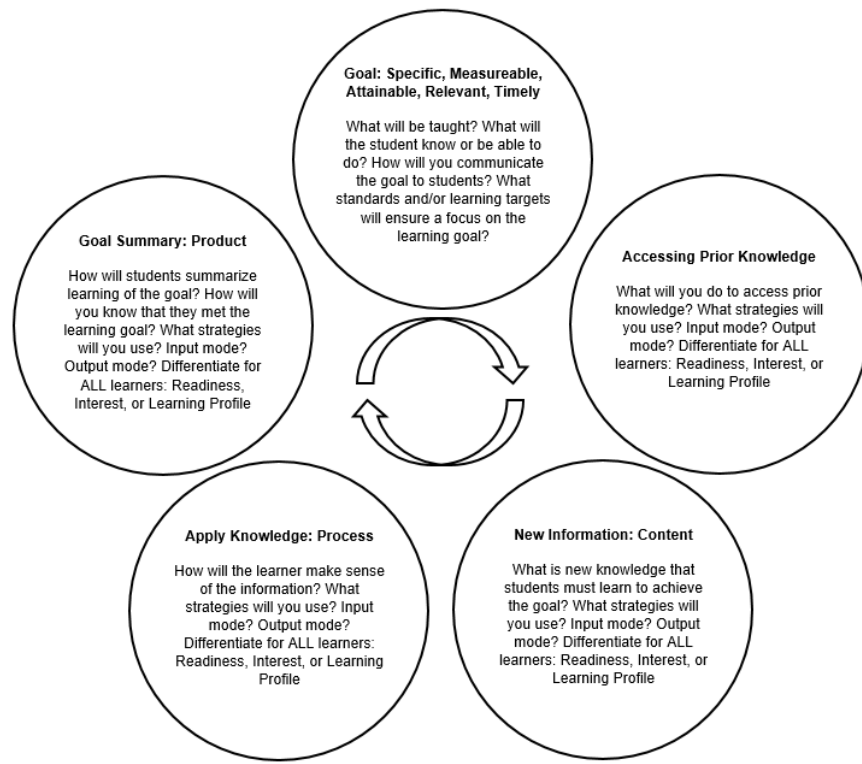 Goal: Specific, Measureable,
Attainable, Relevant, Timely
What will be taught? What will
the student know or be able to
do? How will you communicate
the goal to students? What
standards and/or learning targets
will ensure a focus on the
learning goal?
Accessing Prior Knowledge
What will you do to access prior
knowledge? What strategies will
you use? Input mode? Output
mode? Differentiate for ALL
learners: Readiness, Interest, or
Learning Profile
New Information: Content
What is new knowledge that
students must learn to achieve
the goal? What strategies will
you use? Input mode? Output
mode? Differentiate for ALL
learners: Readiness, Interest, or
Learning Profile
Apply Knowledge: Process
How will the learner make sense
of the information? What
strategies will you use? Input
mode? Output mode?
Differentiate for ALL learners:
Readiness, Interest, or Learning
Profile
Goal Summary: Product
How will students summarize
learning of the goal? How will
you know that they met the
learning goal? What strategies
will you use? Input mode?
Output mode? Differentiate for
ALL learners: Readiness,
Interest, or Learning Profile